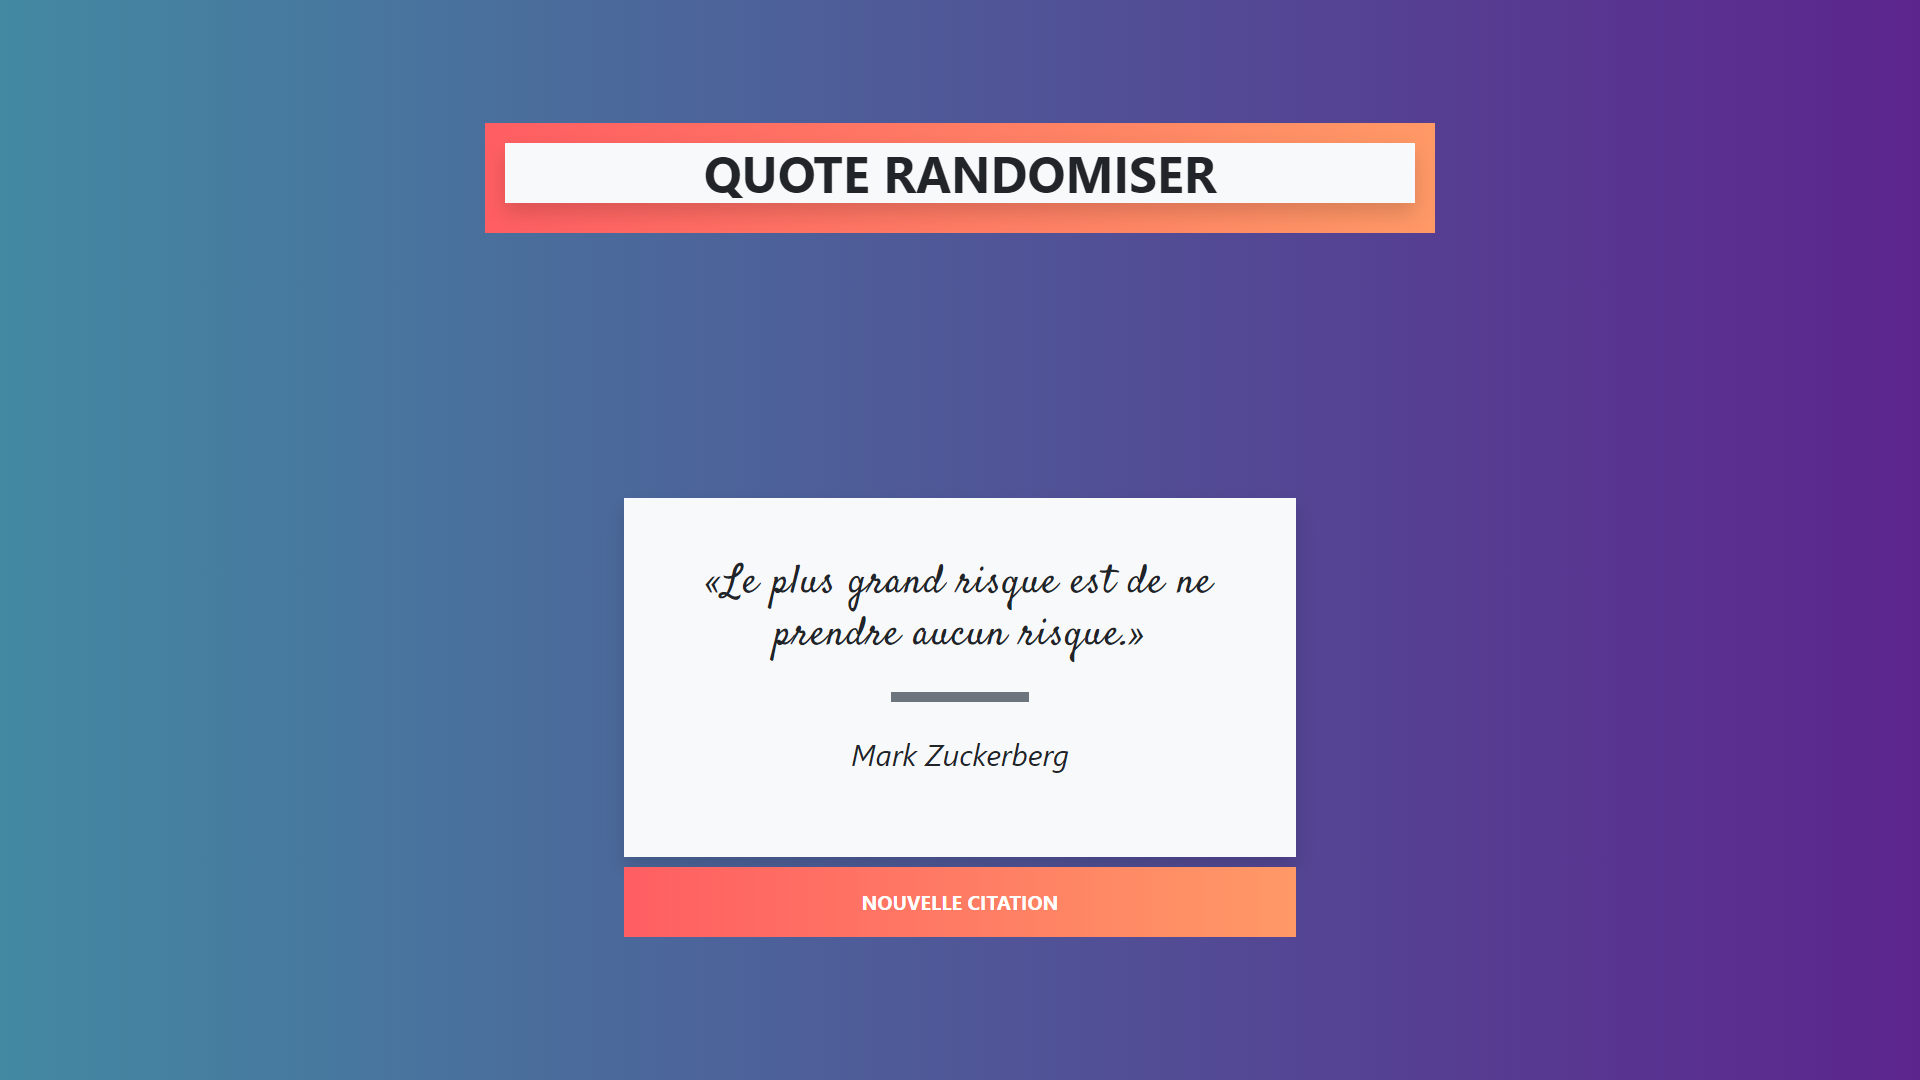 QUOTE RANDOMISER
«Le plus grand risque est de ne
prendre aucun risque.»
Mark Zuckerberg
NOUVELLE CITATION